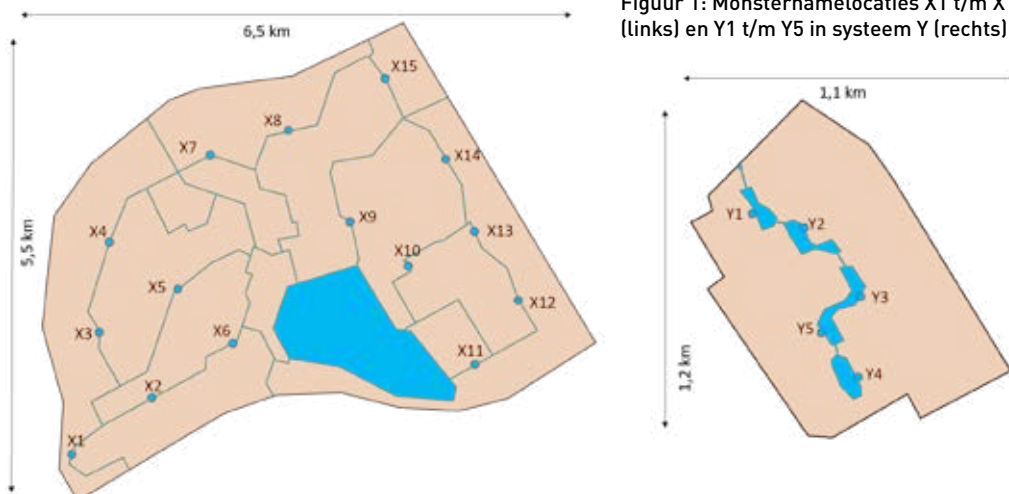 Figuur 1: Monsternamelocaties X1 t/m X
(links) en Y1 t/m Y5 in systeem Y (rechts)
6,5 km
5,5 km
X15
X8
X7
X14
X9
X4
X13
X10
X5
X12
X3
X6
X11
X2
X1
1,1 km
1,2 km
Y1
Y2
Y3
Y5
Y4